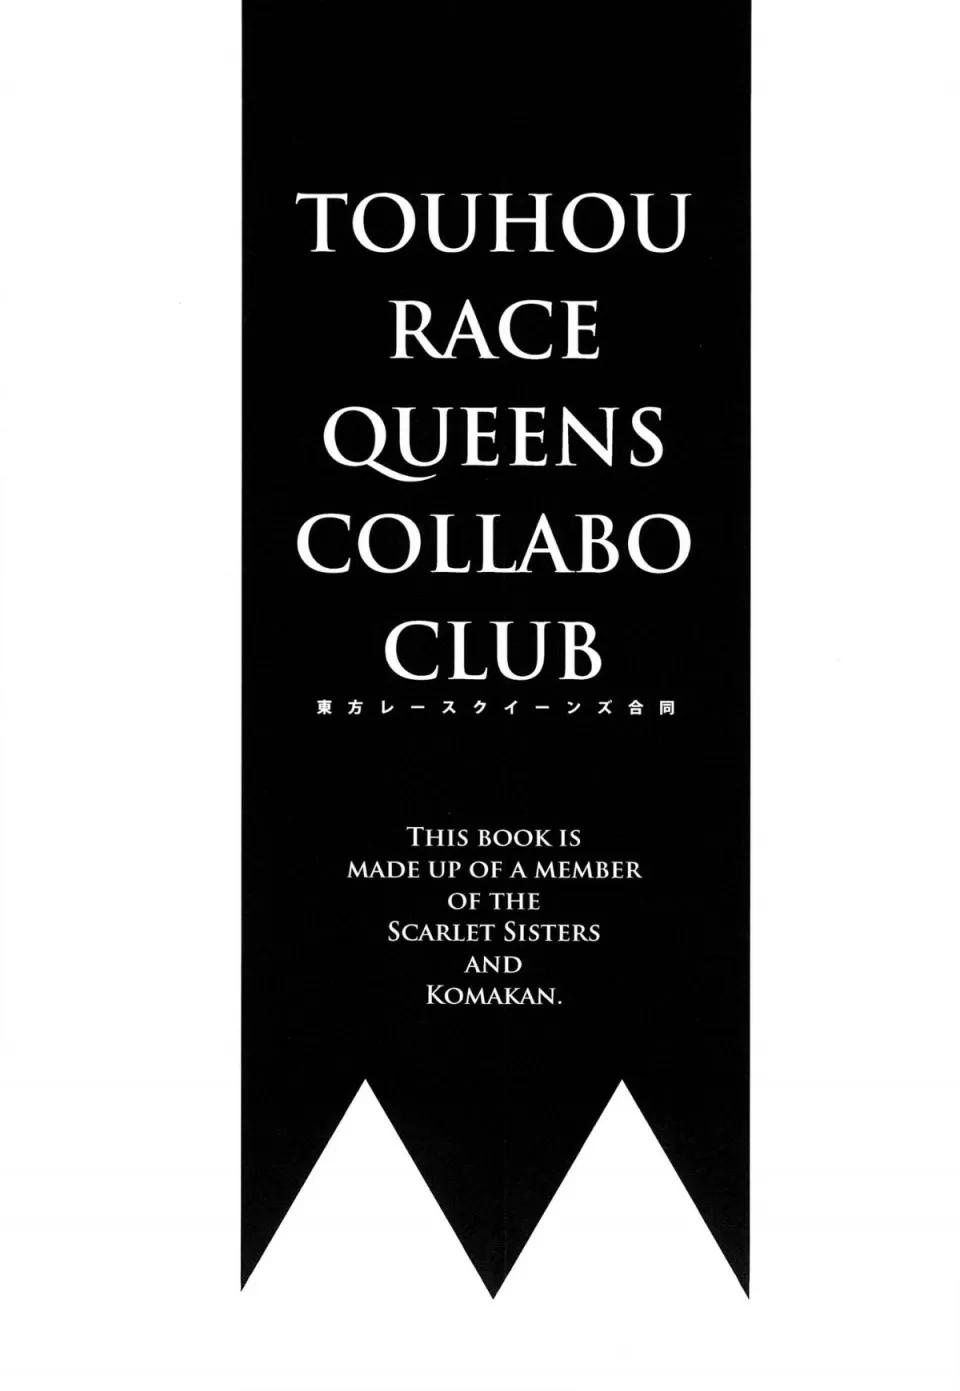 TOUHOU
RACE
QUEENS
COLLABO
CLUB
東方レースクイーンズ合同
THIS BOOK IS
MADE UP OF A MEMBER
OF THE
SCARLET SISTERS
AND
KOMAKAN.